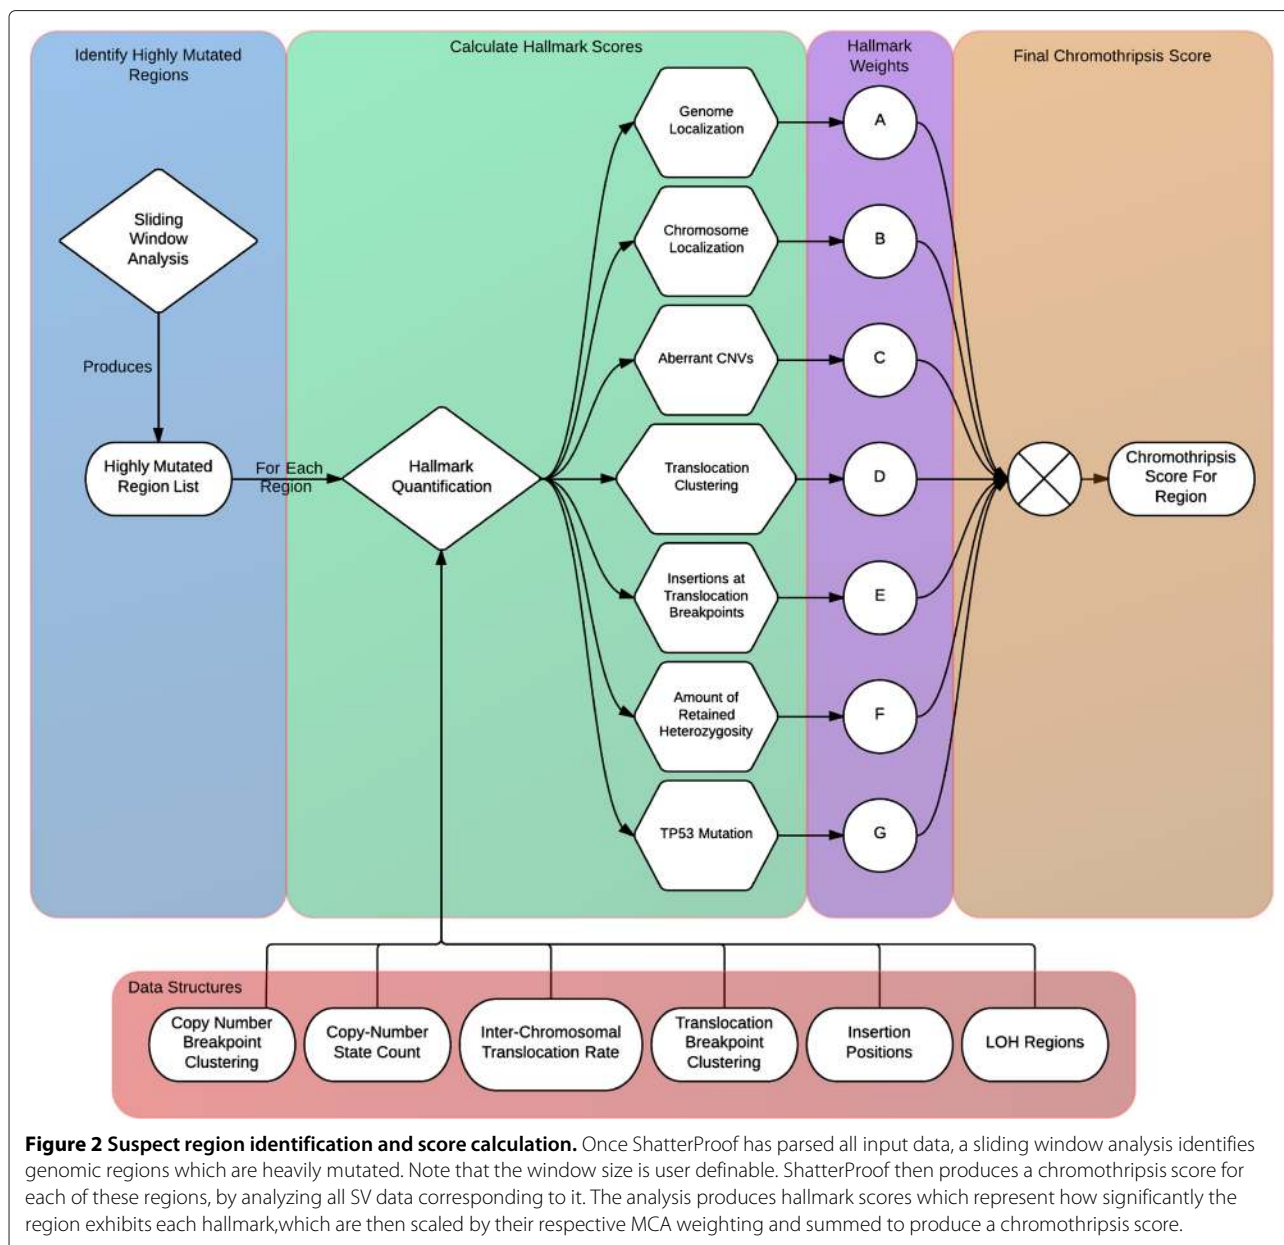 Identify Highly Mutated
Regions
Calculate Hallmark Scores
Hallmark
Weights
Final Chromothripsis Score
Sliding
Window
Analysis
Produces
Highly Mutated
Region List
For Each
Region
Hallmark
Quantification
Genome
Localization
A
Chromosome
Localization
B
Aberrant CNVs
C
Translocation
Clustering
D
Insertions at
Translocation
Breakpoints
E
Amount of
Retained
Heterozygosity
F
TP53 Mutation
G
Chromothripsis
Score For
Region
Data Structures
Copy Number
Breakpoint
Clustering
Copy-Number
State Count
Inter-Chromosomal
Translocation Rate
Translocation
Breakpoint
Clustering
Insertion
Positions
LOH Regions
Figure 2 Suspect region identification and score calculation. Once ShatterProof has parsed all input data, a sliding window analysis identifies
genomic regions which are heavily mutated. Note that the window size is user definable. ShatterProof then produces a chromothripsis score for
each of these regions, by analyzing all SV data corresponding to it. The analysis produces hallmark scores which represent how significantly the
region exhibits each hallmark,which are then scaled by their respective MCA weighting and summed to produce a chromothripsis score.